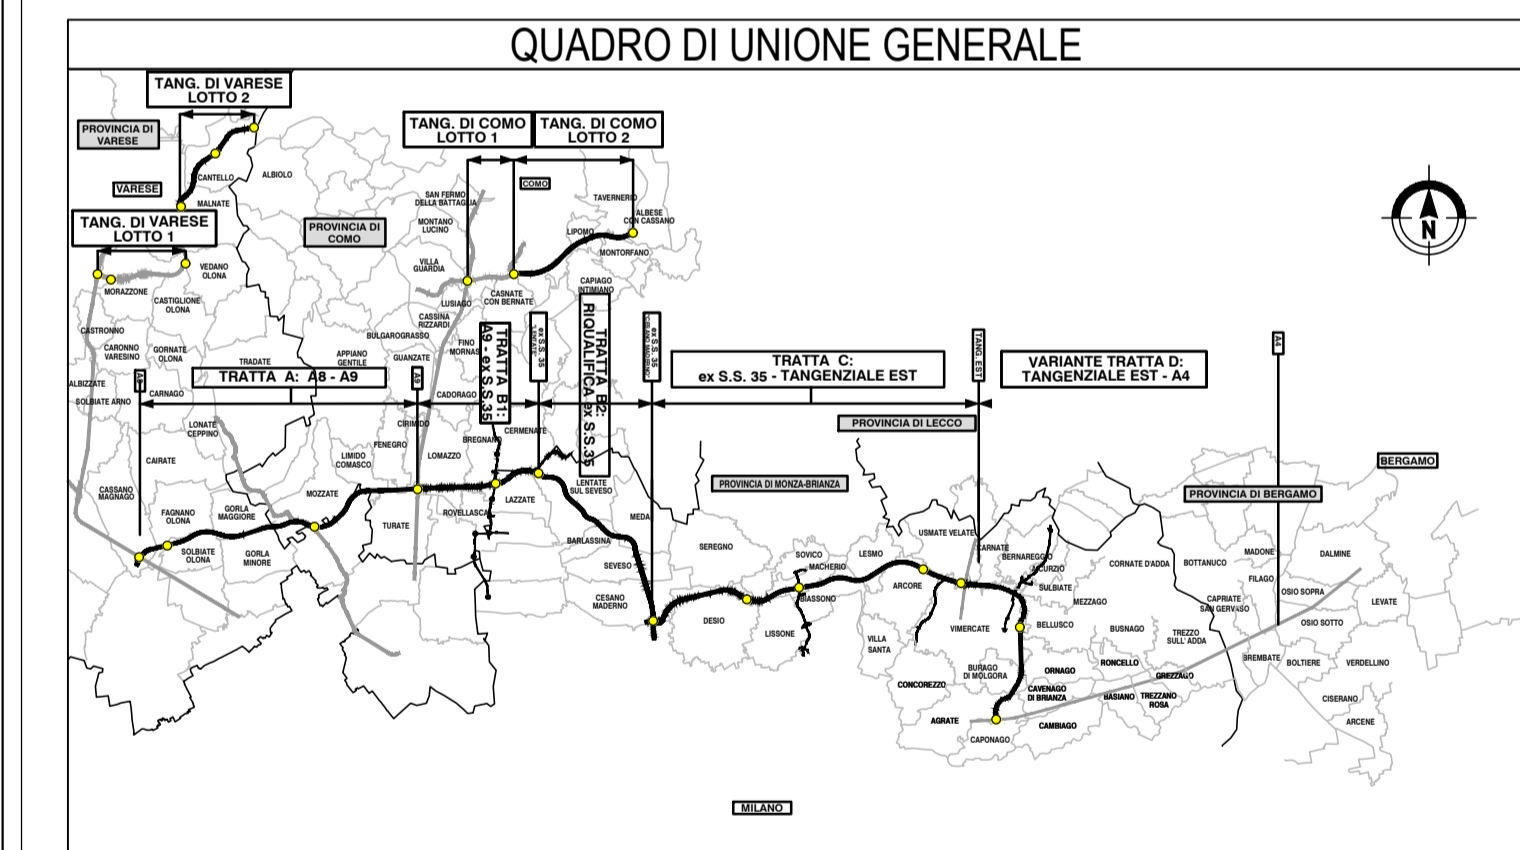 QUADRO DI UNIONE GENERALE
TANG. DI VARESE
LOTTO 2
PROVINCIA DI
VARESE
TANG. DI COMO
LOTTO 1
TANG. DI COMO
LOTTO 2
CANTELLO
ALBIOLO
VARESE
COMO
MALNATE
SAN FERMO
DELLA BATTAGLIA
TAVERNERIO
ALBESE
CON CASSANO
TANG. DI VARESE
LOTTO 1
PROVINCIA DI
COMO
MONTANO
LUCINO
LIPOMO
MONTORFANO
N
VEDANO
OLONA
VILLA
GUARDIA
MORAZZONE
CASTIGLIONE
OLONA
LUSIAGO
CASNATE
CON BERNATE
CAPIAGO
INTIMIANO
CASTRONNO
CASSINA
RIZZARDI
BULGAROGRASSO
CARONNO
VARESINO
GORNATE
OLONA
TRADATE
APPIANO
GENTILE
GUANZATE
FINO
MORNAS
TRATTA B1:
A9 - ex S.S.35
ex S.S. 35
TRATTA B2:
RIQUALIFICA ex S.S.35
ex S.S. 35
TRATTA C:
ex S.S. 35 - TANGENZIALE EST
TANG. EST
VARIANTE TRATTA D:
TANGENZIALE EST - A4
A4
ALBIZZATE
SOLBIATE ARNO
A8
CARNAGO
TRATTA A: A8 - A9
A9
CADORAGO
LONATE
CEPPINO
CIRIMIDO
FENEGRO
BREGNANO
CERMENATE
PROVINCIA DI LECCO
CAIRATE
LIMIDO
COMASCO
LOMAZZO
BERGAMO
CASSANO
MAGNAGO
MOZZATE
LAZZATE
LENTATE
SUL SEVESO
PROVINCIA DI MONZA-BRIANZA
PROVINCIA DI BERGAMO
FAGNANO
OLONA
GORLA
MAGGIORE
TURATE
ROVELLASCA
MEDA
SOLBIATE
OLONA
GORLA
MINORE
BARLASSINA
SEREGNO
SOVICO
MACHERIO
LESMO
USMATE VELATE
CARNATE
BERNAREGGIO
CORNATE D'ADDA
BOTTANUCO
MADONE
DALMINE
SEVESO
CESANO
MADERNO
BIASSONO
ARCORE
SULBIATE
MEZZAGO
FILAGO
CAPRIATE
SAN GERVASO
OSIO SOPRA
LEVATE
DESIO
LISSONE
VILLA
SANTA
VIMERCATE
BELLUSCO
BUSNAGO
TREZZO
SULL' ADDA
OSIO SOTTO
BURAGO
DI MOLGORA
ORNAGO
RONCELLO
GREZZAGO
BREMBATE
BOLTIERE
VERDELLINO
CONCOREZZO
CAVENAGO
DI BRIANZA
BASIANO
TREZZANO
ROSA
CISERANO
AGRATE
CAMBIAGO
ARCENE
CAPONAGO
MILANO